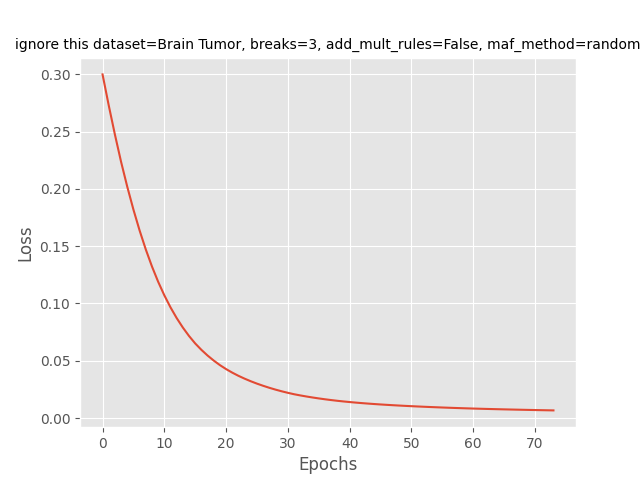 ignore this dataset=Brain Tumor, breaks=3, add_mult_rules=False, maf_method=random
0.30
0.25
0.20
0.15
0.10
0.05
0.00
Loss
0 10 20 30 40 50 60 70
Epochs